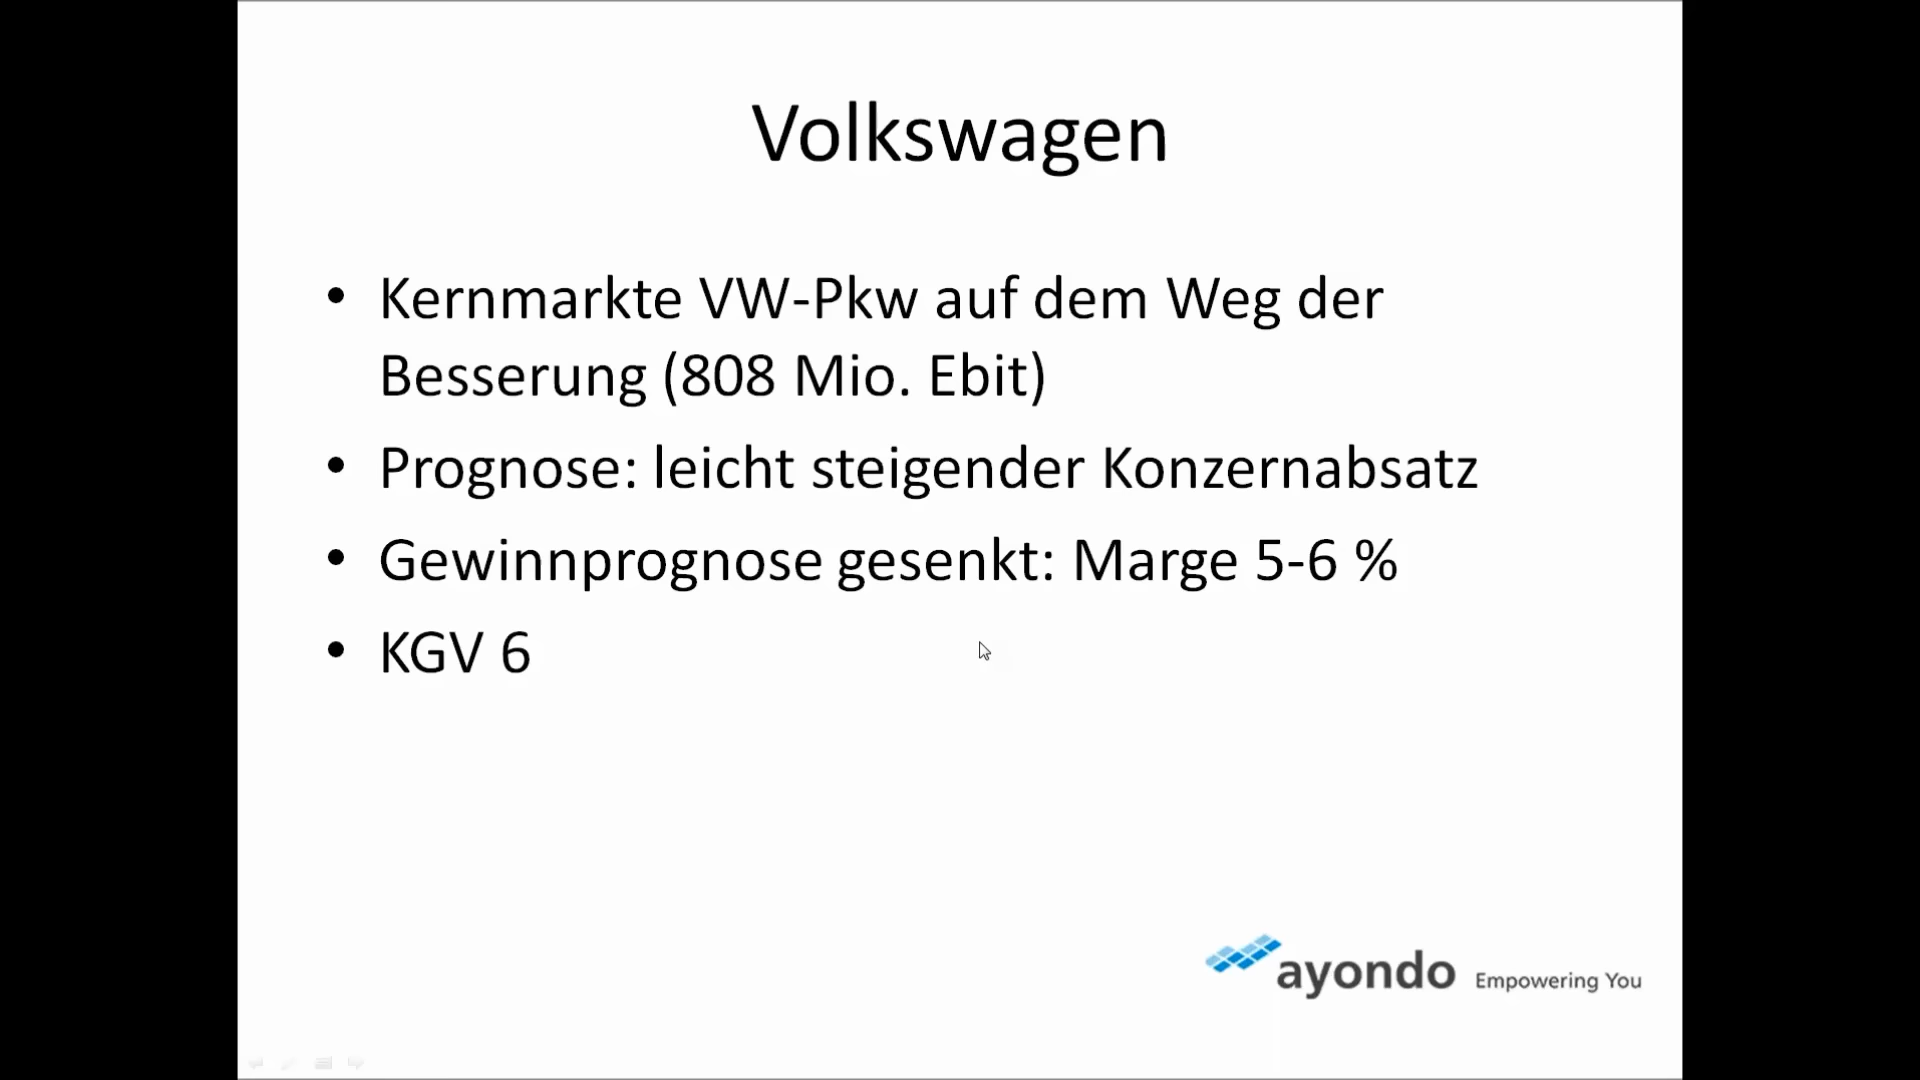 Volkswagen
• Kernmarkte VW-Pkw auf dem Weg der
Besserung (808 Mio. Ebit)
• Prognose: leicht steigender Konzernabsatz
• Gewinnprognose gesenkt: Marge 5-6 %
• KGV 6
ayondo Empowering You